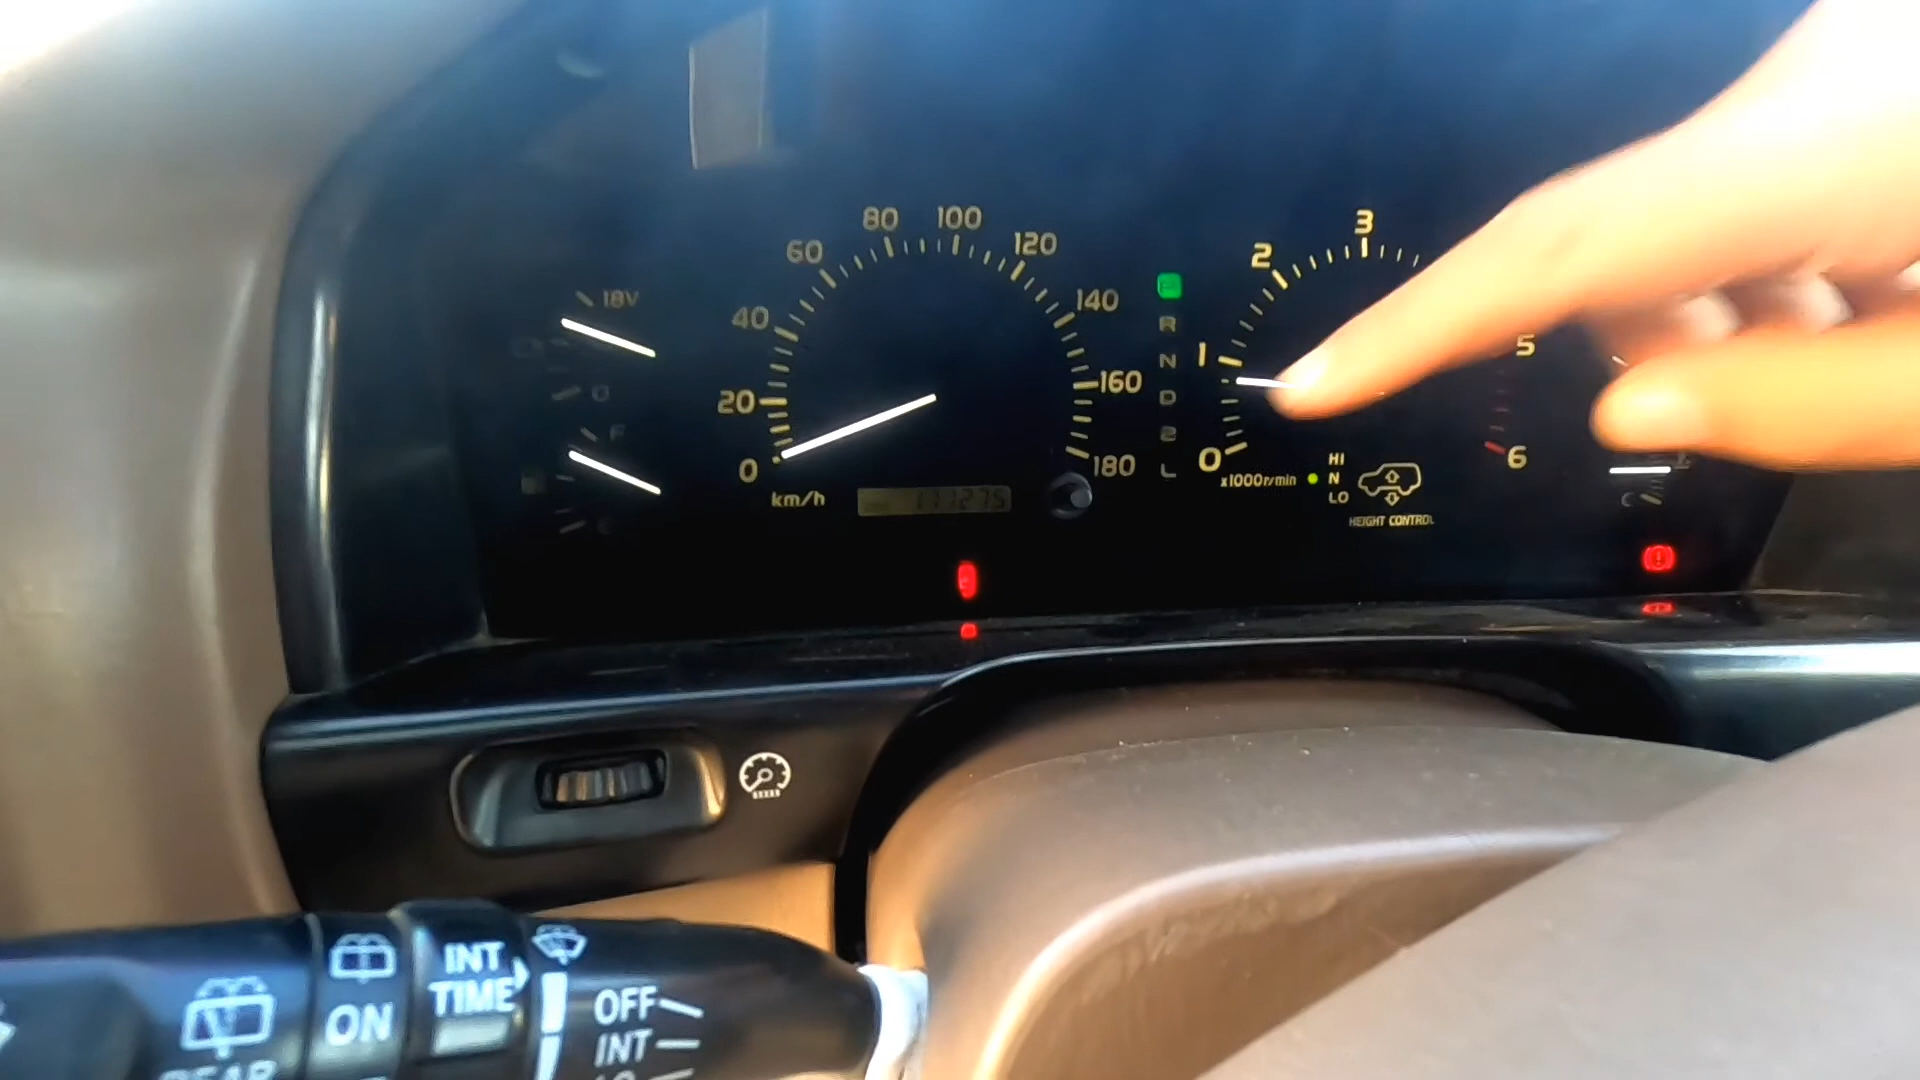 18V
F
0
20
40
60
80
100
120
140
160
180
km/h
R
N
D
2
L
0
1
2
3
5
6
x1000r/min
HI
N
LO
HEIGHT CONTROL
C
INT
TIME
ON
OFF
INT
REAR